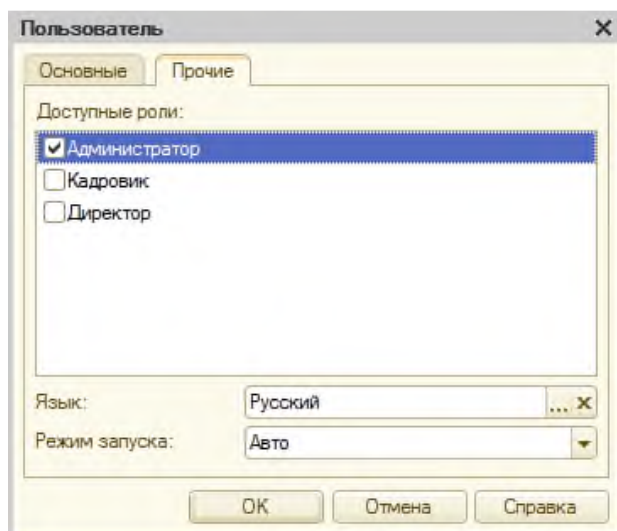 Пользователь
Основные Прочие
Доступные роли:
Администратор
Кадровик
Директор
Язык: Русский ...
Режим запуска: Авто
OK Отмена Справка